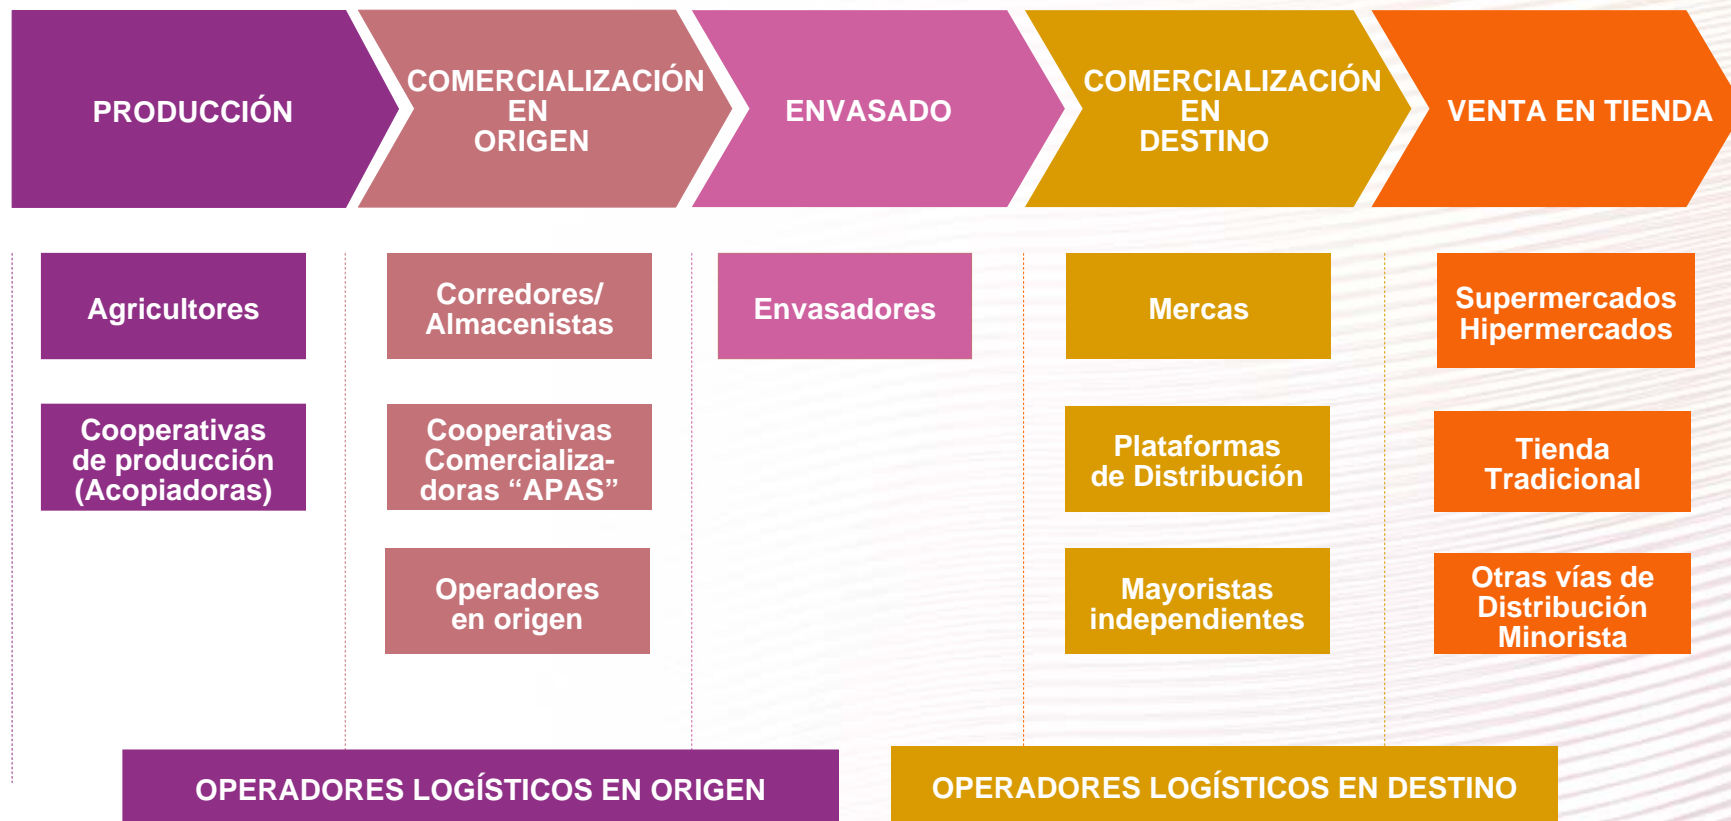 PRODUCCIÓN
COMERCIALIZACIÓN
EN
ORIGEN
ENVASADO
COMERCIALIZACIÓN
EN
DESTINO
VENTA EN TIENDA
Agricultores
Corredores/
Almacenistas
Envasadores
Mercas
Supermercados
Hipermercados
Cooperativas
de producción
(Acopiadoras)
Cooperativas
Comercializa-
doras “APAS”
Plataformas
de Distribución
Tienda
Tradicional
Operadores
en origen
Mayoristas
independientes
Otras vías de
Distribución
Minorista
OPERADORES LOGÍSTICOS EN ORIGEN
OPERADORES LOGÍSTICOS EN DESTINO